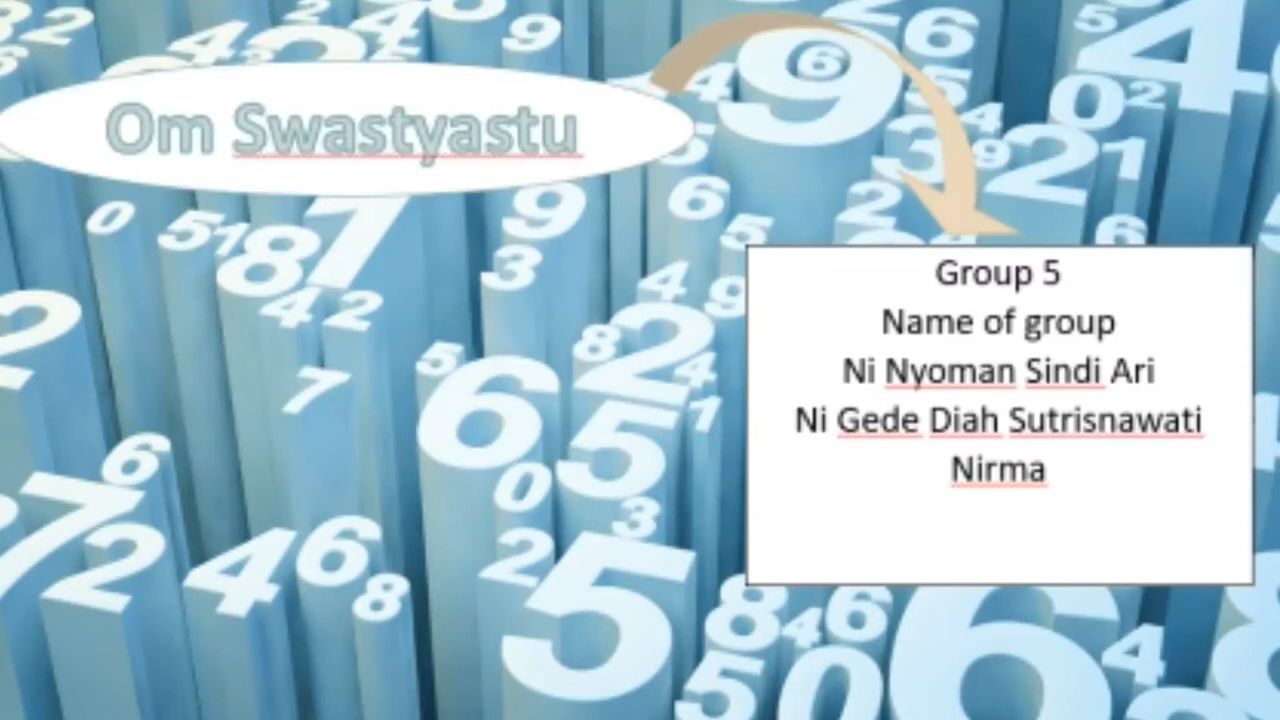 Om Swastyastu
Group 5
Name of group
Ni Nyoman Sindi Ari
Ni Gede Diah Sutrisnawati
Nirma